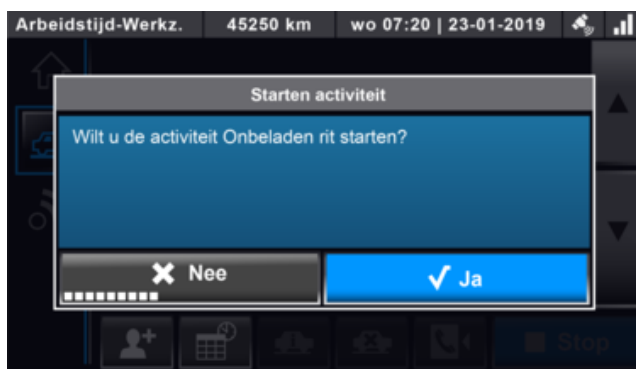 Arbeidstijd-Werkz. 45250 km wo 07:20 | 23-01-2019
Starten activiteit
Wilt u de activiteit Onbeladen rit starten?
Nee Ja
Stop